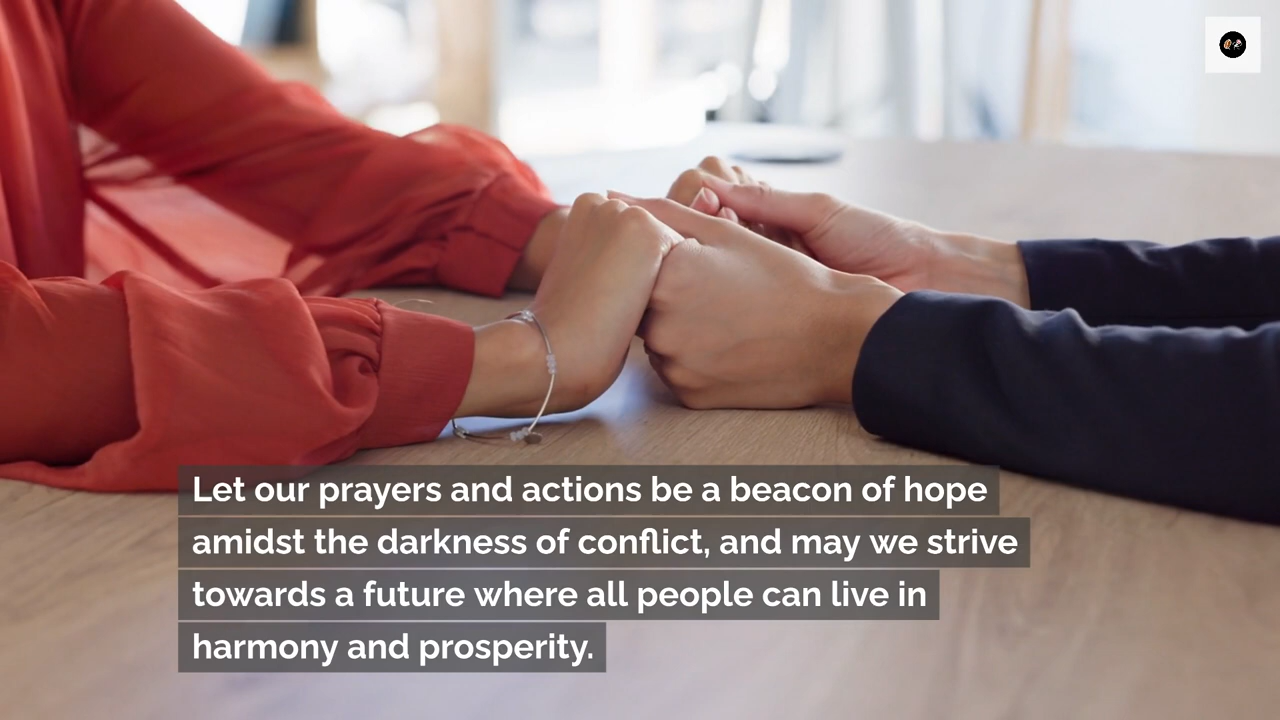 Let our prayers and actions be a beacon of hope
amidst the darkness of conflict, and may we strive
towards a future where all people can live in
harmony and prosperity.